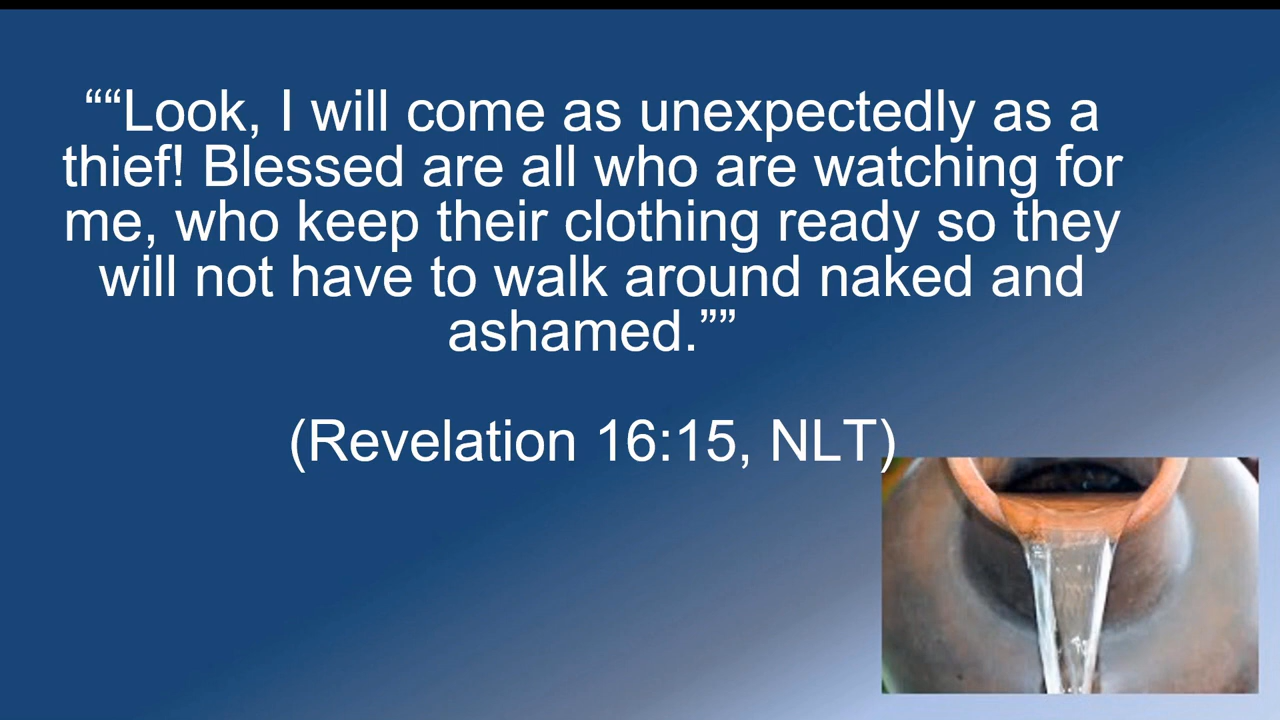 ““Look, I will come as unexpectedly as a
thief! Blessed are all who are watching for
me, who keep their clothing ready so they
will not have to walk around naked and
ashamed.””
(Revelation 16:15, NLT)